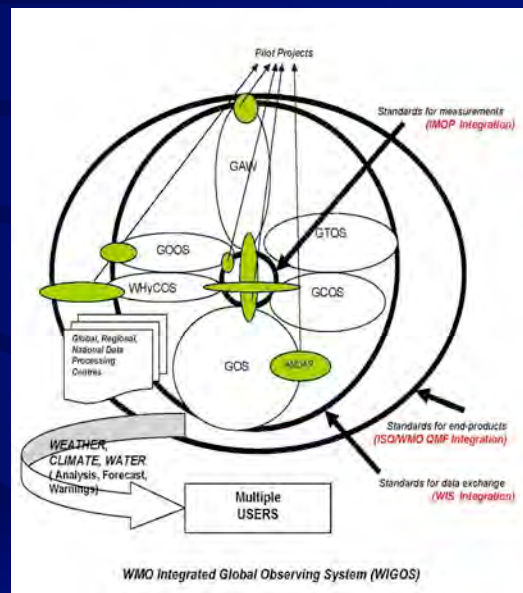 Pilot Projects
Standards for measurements
(IMOP Integration)
GAW
GOOS
GTOS
WHyCOS
GCOS
Global, Regional,
National Data
Processing
Centres
GOS
AMDAR
Standards for end-products
(ISO/WMO QMF Integration)
WEATHER,
CLIMATE, WATER
( Analysis, Forecast,
Warnings)
Standards for data exchange
(WIS Integration)
Multiple
USERS
WMO Integrated Global Observing System (WIGOS)